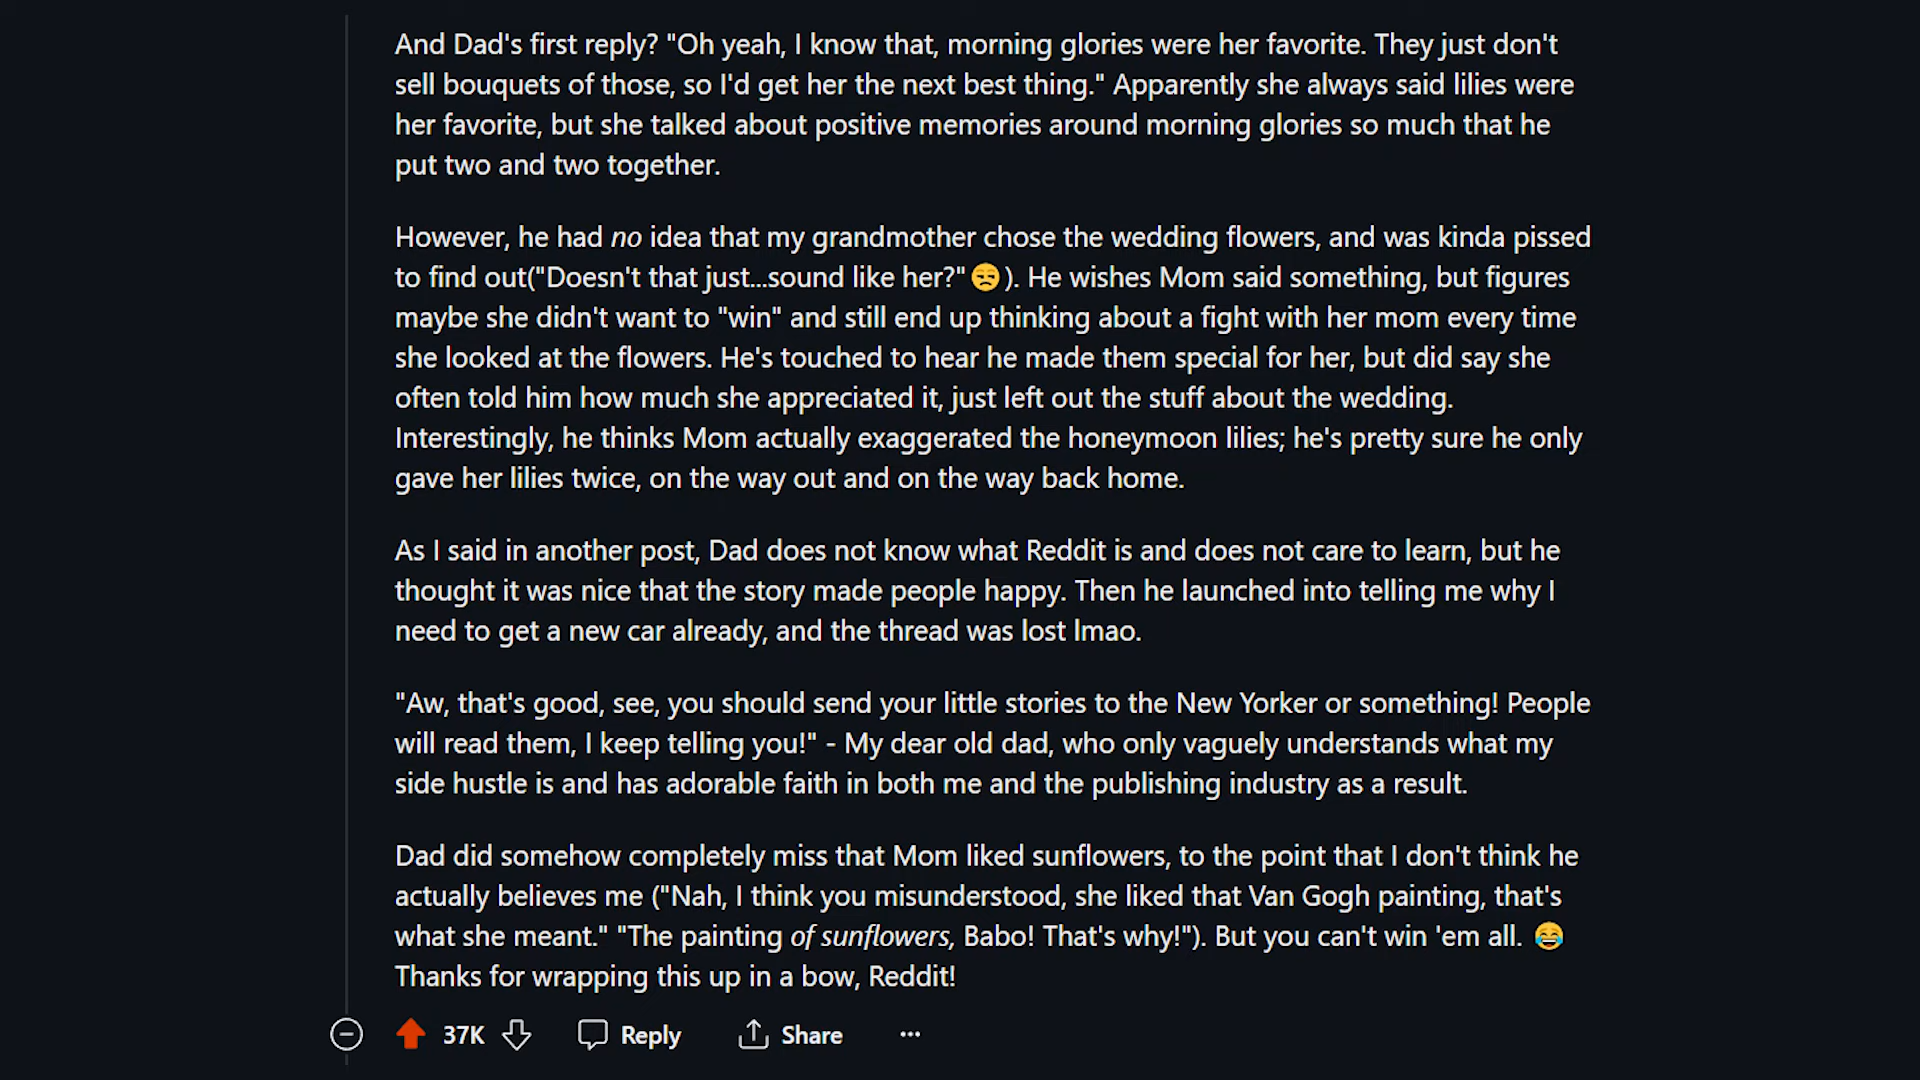 And Dad's first reply? "Oh yeah, I know that, morning glories were her favorite. They just don't
sell bouquets of those, so I'd get her the next best thing." Apparently she always said lilies were
her favorite, but she talked about positive memories around morning glories so much that he
put two and two together.
However, he had no idea that my grandmother chose the wedding flowers, and was kinda pissed
to find out("Doesn't that just...sound like her?"😒). He wishes Mom said something, but figures
maybe she didn't want to "win" and still end up thinking about a fight with her mom every time
she looked at the flowers. He's touched to hear he made them special for her, but did say she
often told him how much she appreciated it, just left out the stuff about the wedding.
Interestingly, he thinks Mom actually exaggerated the honeymoon lilies; he's pretty sure he only
gave her lilies twice, on the way out and on the way back home.
As I said in another post, Dad does not know what Reddit is and does not care to learn, but he
thought it was nice that the story made people happy. Then he launched into telling me why I
need to get a new car already, and the thread was lost lmao.
"Aw, that's good, see, you should send your little stories to the New Yorker or something! People
will read them, I keep telling you!" - My dear old dad, who only vaguely understands what my
side hustle is and has adorable faith in both me and the publishing industry as a result.
Dad did somehow completely miss that Mom liked sunflowers, to the point that I don't think he
actually believes me ("Nah, I think you misunderstood, she liked that Van Gogh painting, that's
what she meant." "The painting of sunflowers, Babo! That's why!"). But you can't win 'em all. 😂
Thanks for wrapping this up in a bow, Reddit!
37K Reply Share ...